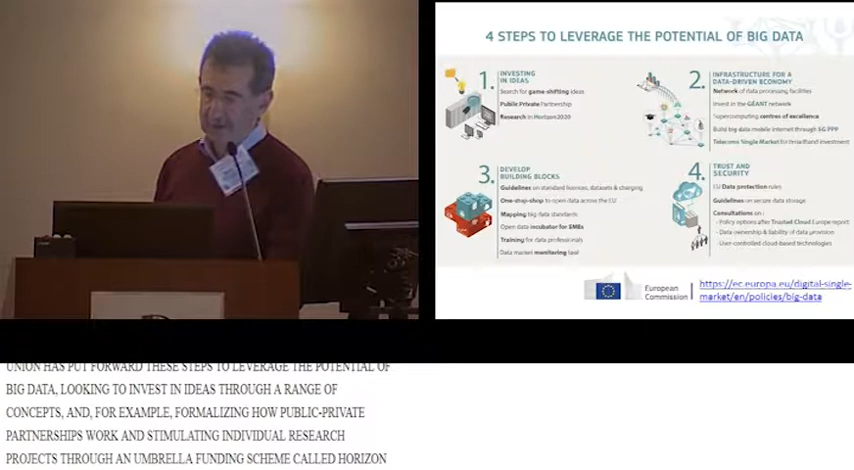 4 STEPS TO LEVERAGE THE POTENTIAL OF BIG DATA
1.
INVESTING
IN IDEAS
Search for game-shifting ideas
Public Private Partnership
Research in Horizon2020
2.
INFRASTRUCTURE FOR A
DATA-DRIVEN ECONOMY
Network of data processing facilities
Invest in the GÉANT network
Supercomputing centres of excellence
Build big data mobile internet through 5G PPP
Telecoms Single Market for broadband investment
3.
DEVELOP
BUILDING BLOCKS
Guidelines on standard licences, datasets & charging
One-stop-shop to open data across the EU
Mapping big data standards
Open data incubator for SMEs
Training for data professionals
Data market monitoring tool
4.
TRUST AND
SECURITY
EU Data protection rules
Guidelines on secure data storage
Consultations on:
- Policy options after Trusted Cloud Europe report
- Data ownership & liability of data provision
- User-controlled cloud-based technologies
European
Commission
https://ec.europa.eu/digital-single-
market/en/policies/big-data
UNION HAS PUT FORWARD THESE STEPS TO LEVERAGE THE POTENTIAL OF
BIG DATA, LOOKING TO INVEST IN IDEAS THROUGH A RANGE OF
CONCEPTS, AND, FOR EXAMPLE, FORMALIZING HOW PUBLIC-PRIVATE
PARTNERSHIPS WORK AND STIMULATING INDIVIDUAL RESEARCH
PROJECTS THROUGH AN UMBRELLA FUNDING SCHEME CALLED HORIZON